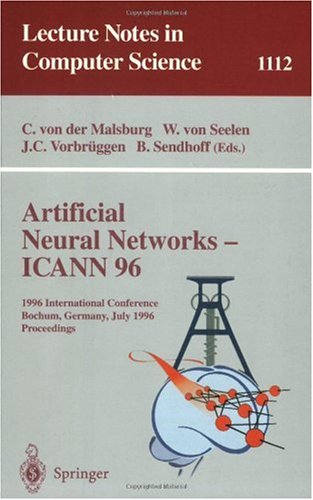 Lecture Notes in
Computer Science 1112
C. von der Malsburg W. von Seelen
J.C. Vorbrüggen B. Sendhoff (Eds.)
Artificial
Neural Networks –
ICANN 96
1996 International Conference
Bochum, Germany, July 1996
Proceedings
Springer